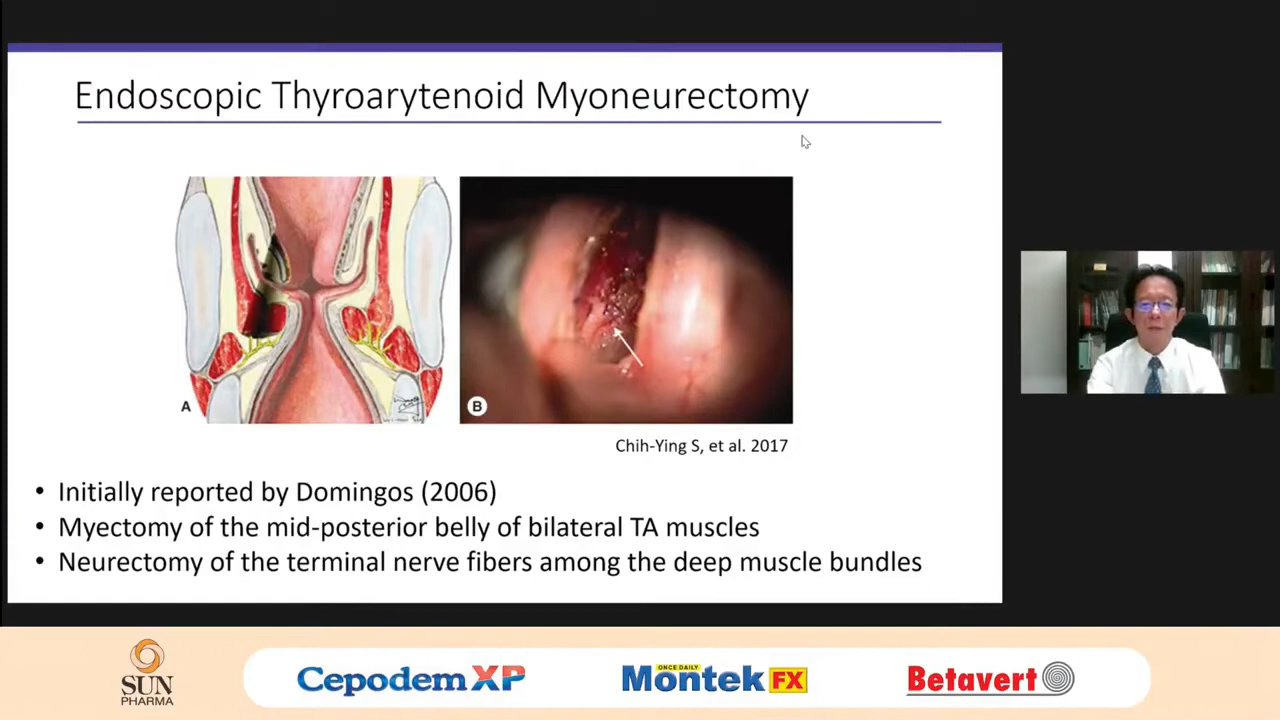 Endoscopic Thyroarytenoid Myoneurectomy
A
B
Chih-Ying S, et al. 2017
• Initially reported by Domingos (2006)
• Myectomy of the mid-posterior belly of bilateral TA muscles
• Neurectomy of the terminal nerve fibers among the deep muscle bundles
SUN
PHARMA
Cepodem XP
ONCE DAILY
Montek FX
Betavert